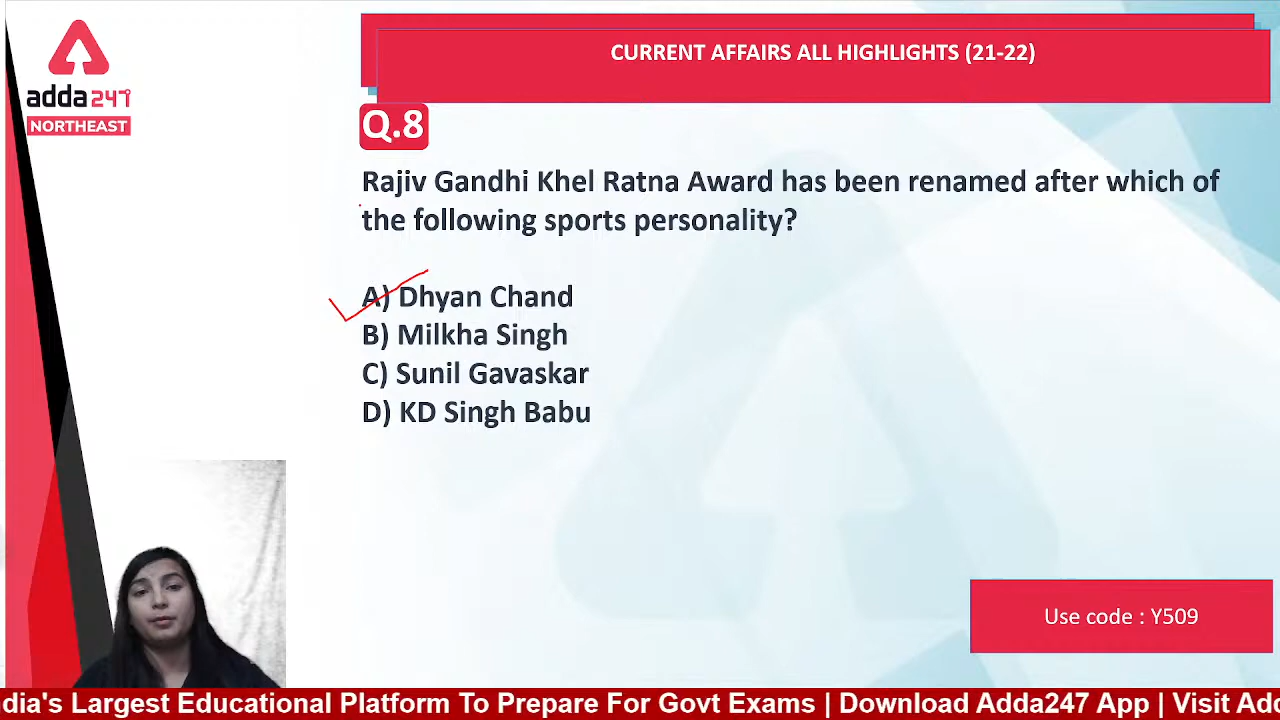 adda247
NORTHEAST
CURRENT AFFAIRS ALL HIGHLIGHTS (21-22)
Q.8
Rajiv Gandhi Khel Ratna Award has been renamed after which of
the following sports personality?
A) Dhyan Chand
B) Milkha Singh
C) Sunil Gavaskar
D) KD Singh Babu
Use code : Y509
dia's Largest Educational Platform To Prepare For Govt Exams | Download Adda247 App | Visit Add